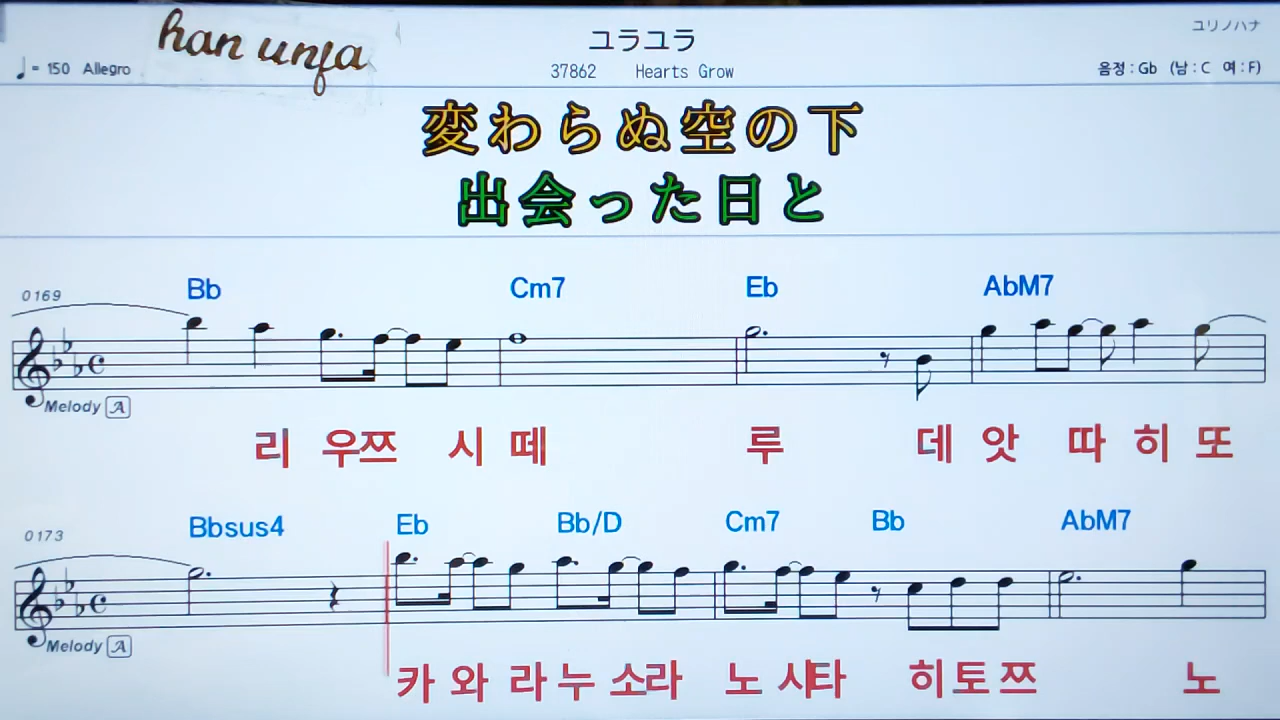 han unfa
ユラユラ
ユリノハナ
♩= 150 Allegro
37862 Hearts Grow
음정 : Gb (남 : C 여 : F)
変わらぬ空の下
出会った日と
0169
Bb Cm7 Eb AbM7
Melody A
리 우쯔 시 떼 루 데 앗 따 히 또
0173
Bbsus4 Eb Bb/D Cm7 Bb AbM7
Melody A
카 와 라 누 소라 노 시타 히 토 쯔 노